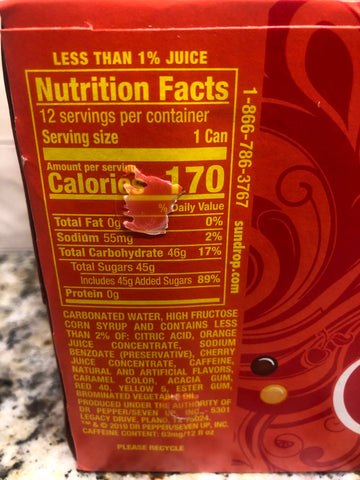 LESS THAN 1% JUICE
Nutrition Facts
12 servings per container
Serving size 1 Can
Amount per serving
Calorie 170
% Daily Value
Total Fat 0g 0%
Sodium 55mg 2%
Total Carbohydrate 46g 17%
Total Sugars 45g
Includes 45g Added Sugars 89%
Protein 0g
CARBONATED WATER, HIGH FRUCTOSE
CORN SYRUP AND CONTAINS LESS
THAN 2% OF: CITRIC ACID, ORANGE
JUICE CONCENTRATE, SODIUM
BENZOATE (PRESERVATIVE), CHERRY
JUICE CONCENTRATE, CAFFEINE,
NATURAL AND ARTIFICIAL FLAVORS,
CARAMEL COLOR, ACACIA GUM,
RED 40, YELLOW 5, ESTER GUM,
BROMINATED VEGETABLE OIL.
PRODUCED UNDER THE AUTHORITY OF
DR PEPPER/SEVEN UP, INC., 5301
LEGACY DRIVE, PLANO, TX 75024.
™ & © 2019 DR PEPPER/SEVEN UP, INC.
CAFFEINE CONTENT: 63mg/12 fl oz
PLEASE RECYCLE
1-866-786-3767
sundrop.com